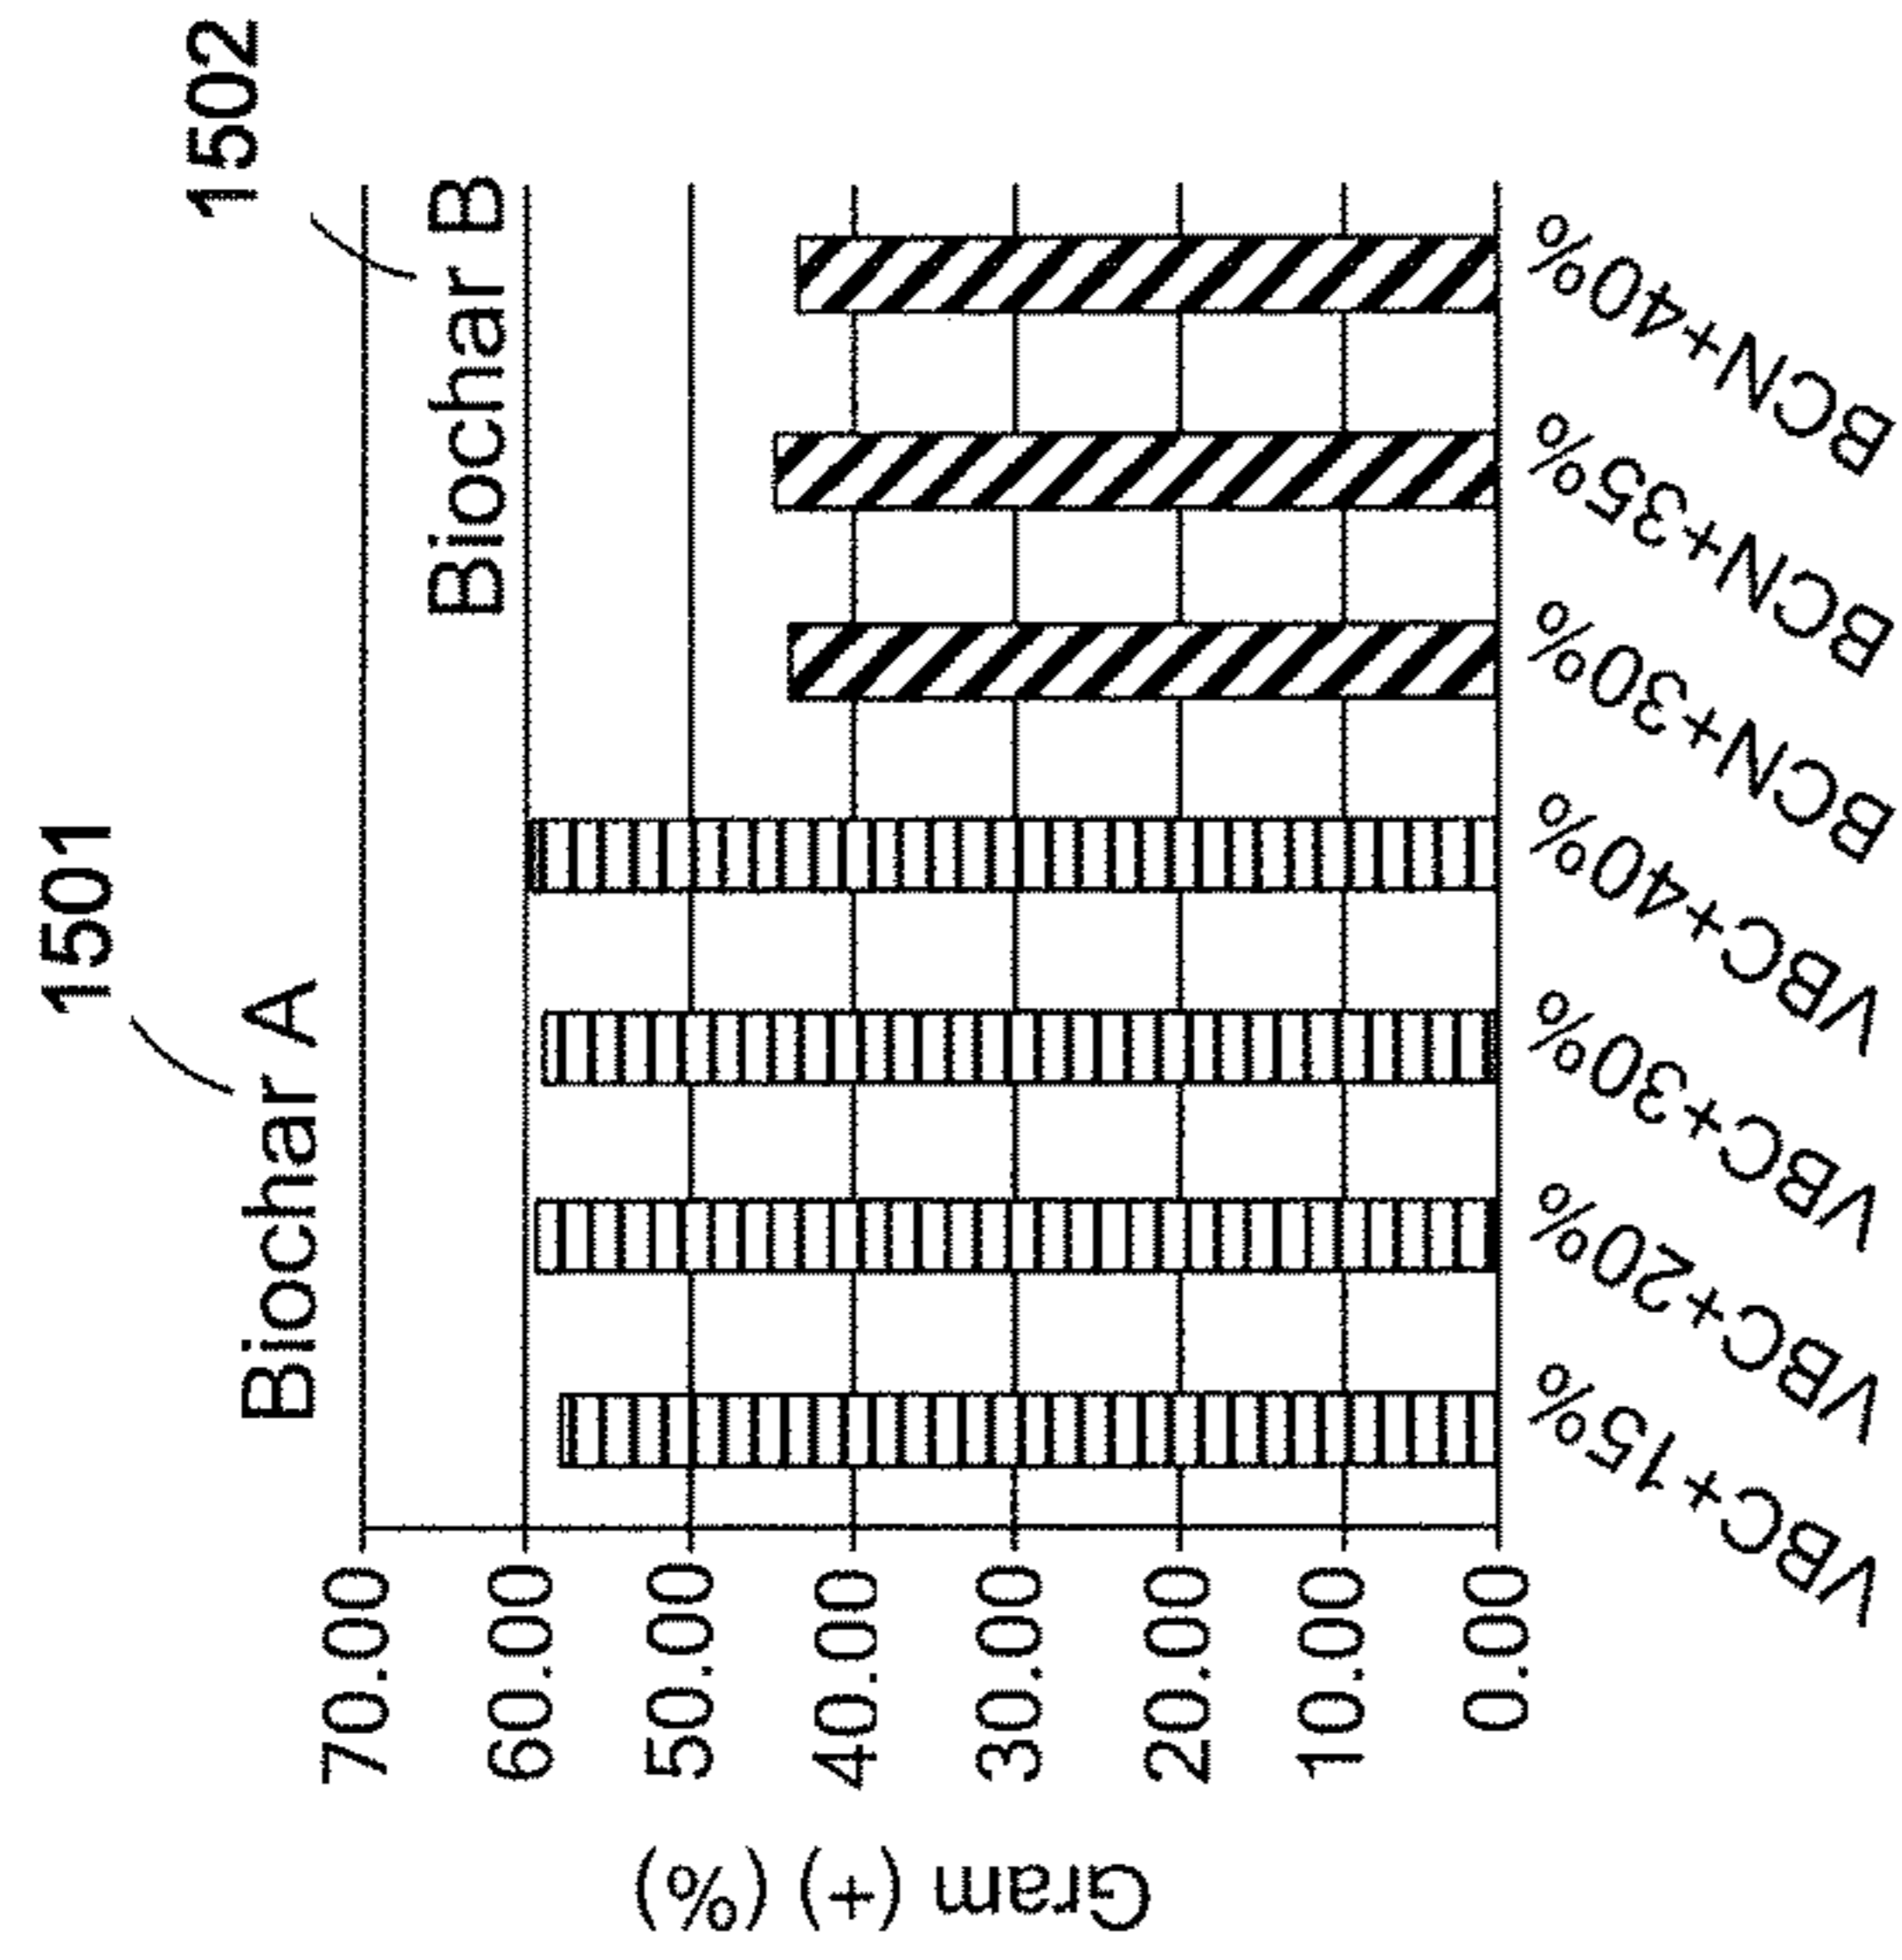 1501
1502
Biochar A
Biochar B
Gram (+) (%)
70.00
60.00
50.00
40.00
30.00
20.00
10.00
0.00
VBC+15%
VBC+20%
VBC+30%
VBC+40%
BCN+30%
BCN+35%
BCN+40%